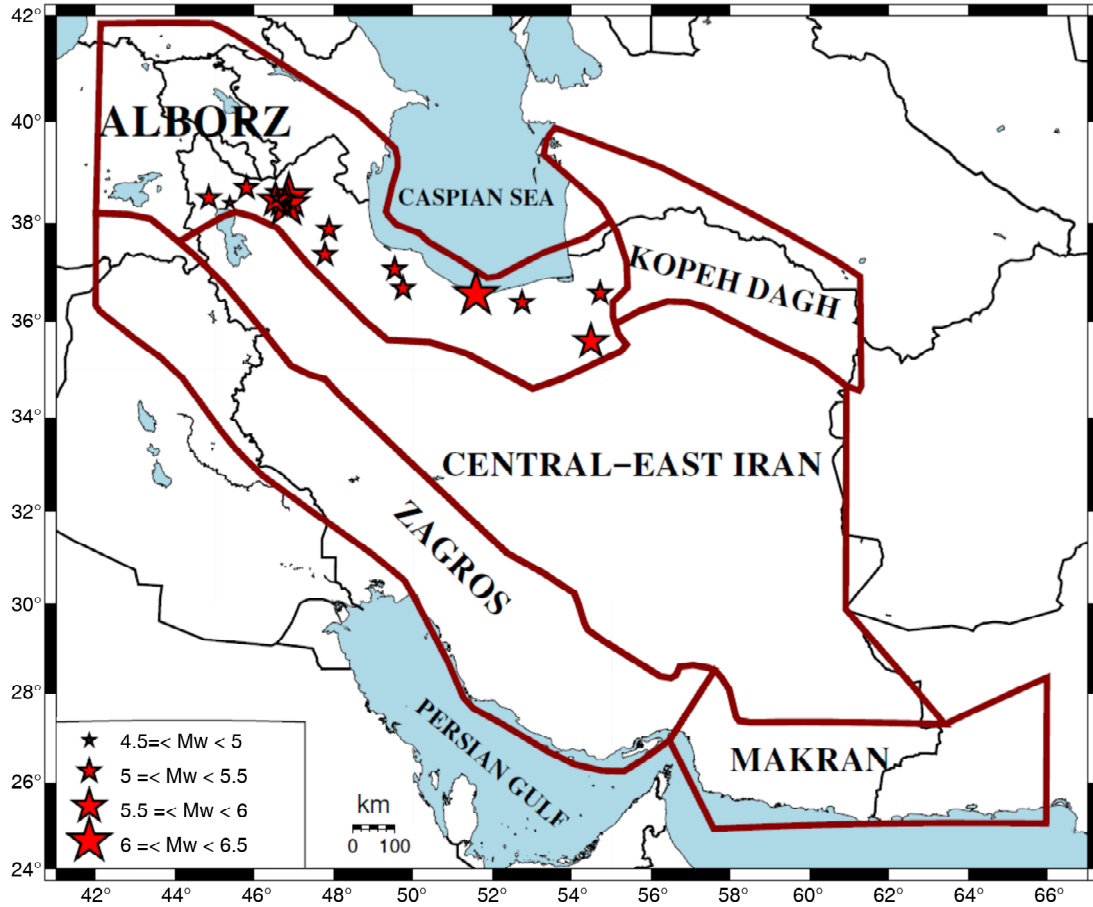 42°
40°
38°
36°
34°
32°
30°
28°
26°
24°
ALBORZ
CASPIAN SEA
KOPEH DAGH
CENTRAL−EAST IRAN
ZAGROS
PERSIAN GULF
MAKRAN
4.5=< Mw < 5
5 =< Mw < 5.5
5.5 =< Mw < 6
6 =< Mw < 6.5
km
0 100
42° 44° 46° 48° 50° 52° 54° 56° 58° 60° 62° 64° 66°